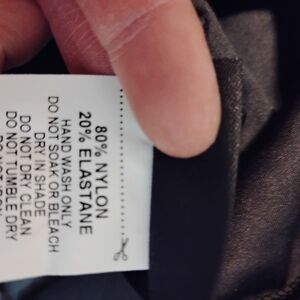 80% NYLON
20% ELASTANE
HAND WASH ONLY
DO NOT SOAK OR BLEACH
DRY IN SHADE
DO NOT DRY CLEAN
DO NOT TUMBLE DRY